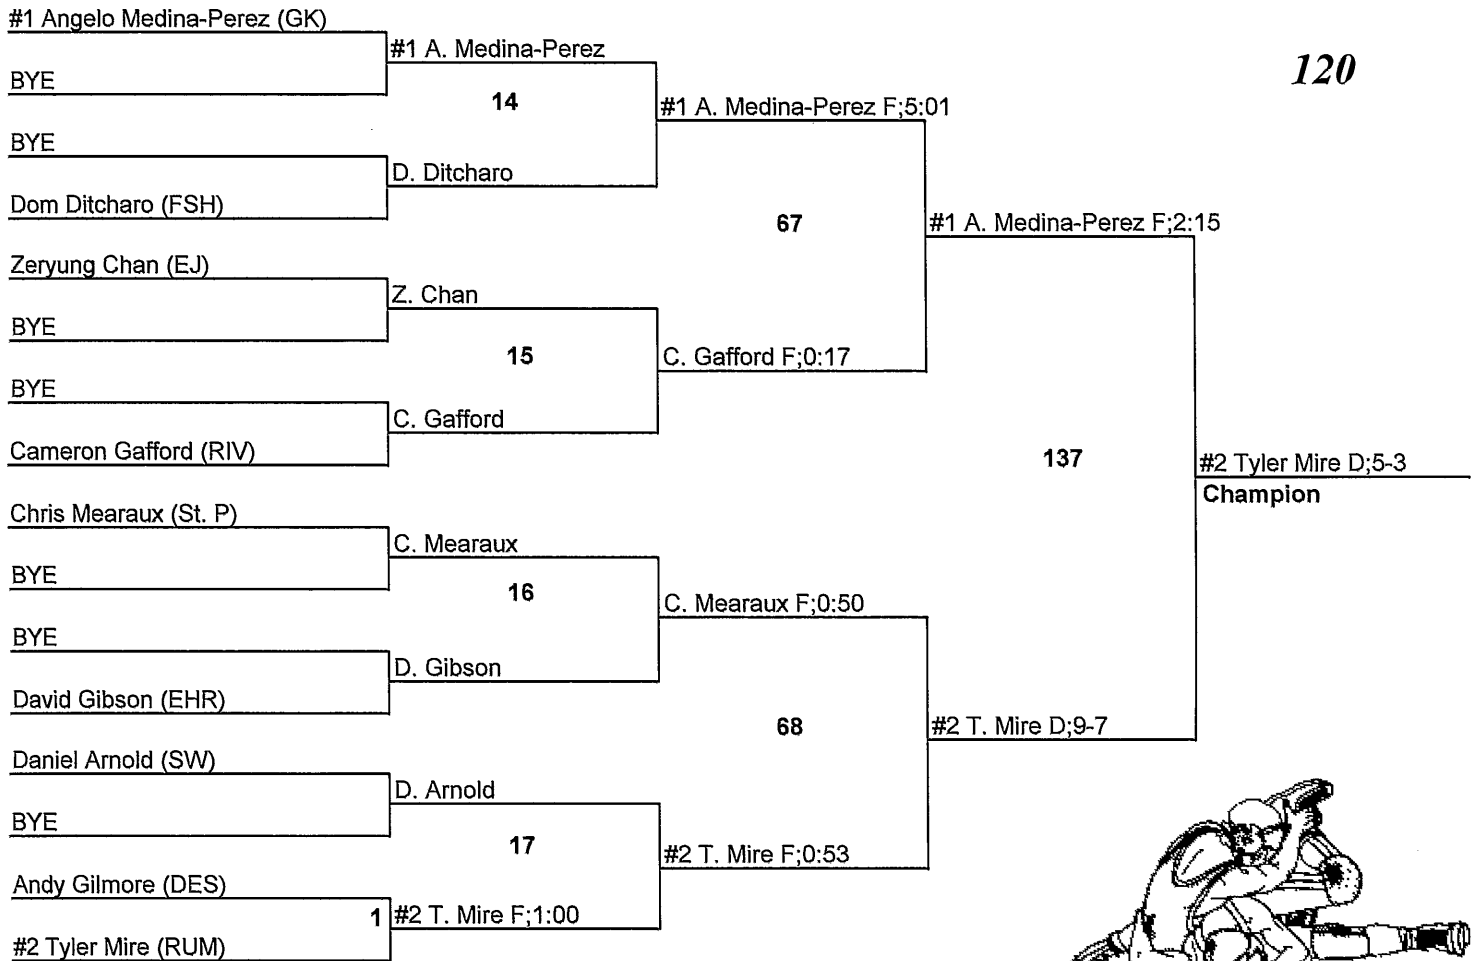 #1 Angelo Medina-Perez (GK)
BYE
BYE
Dom Ditcharo (FSH)
Zeryung Chan (EJ)
BYE
BYE
Cameron Gafford (RIV)
Chris Mearaux (St. P)
BYE
BYE
David Gibson (EHR)
Daniel Arnold (SW)
BYE
Andy Gilmore (DES)
1
#2 Tyler Mire (RUM)
#1 A. Medina-Perez
14
D. Ditcharo
Z. Chan
15
C. Gafford
C. Mearaux
16
D. Gibson
D. Arnold
17
#2 T. Mire F;1:00
#1 A. Medina-Perez F;5:01
67
C. Gafford F;0:17
C. Mearaux F;0:50
68
#2 T. Mire F;0:53
#1 A. Medina-Perez F;2:15
137
#2 T. Mire D;9-7
#2 Tyler Mire D;5-3
Champion
120